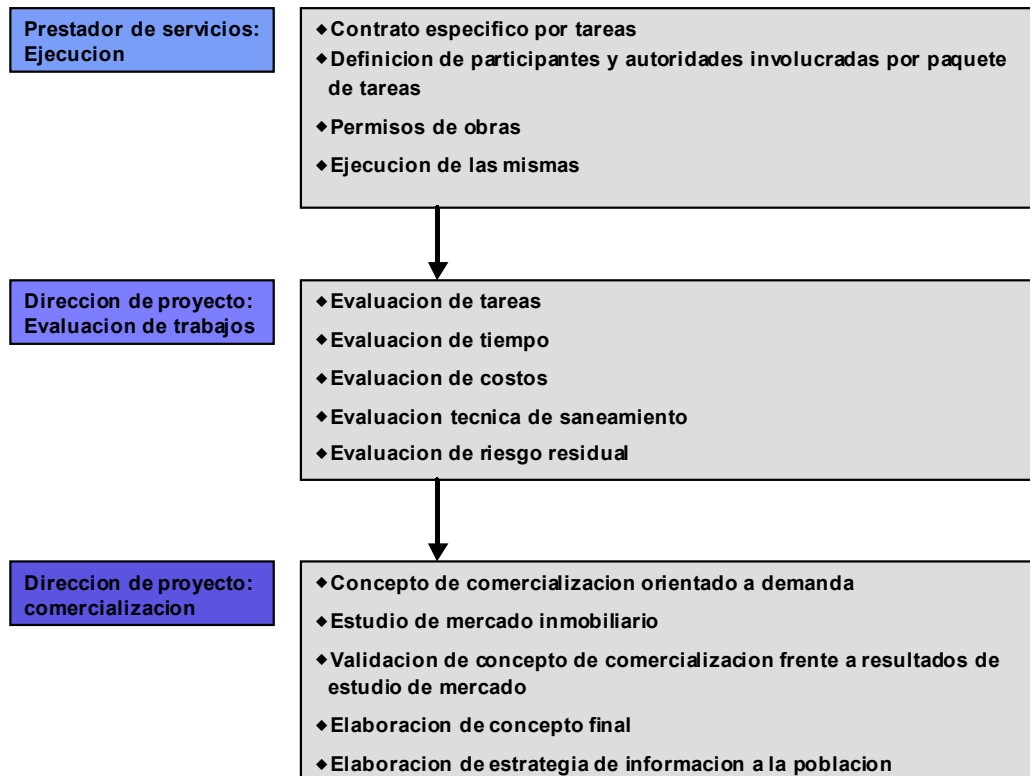 Prestador de servicios:
Ejecucion
◆Contrato especifico por tareas
◆Definicion de participantes y autoridades involucradas por paquete
de tareas
◆Permisos de obras
◆Ejecucion de las mismas
Direccion de proyecto:
Evaluacion de trabajos
◆Evaluacion de tareas
◆Evaluacion de tiempo
◆Evaluacion de costos
◆Evaluacion tecnica de saneamiento
◆Evaluacion de riesgo residual
Direccion de proyecto:
comercializacion
◆Concepto de comercializacion orientado a demanda
◆Estudio de mercado inmobiliario
◆Validacion de concepto de comercializacion frente a resultados de
estudio de mercado
◆Elaboracion de concepto final
◆Elaboracion de estrategia de informacion a la poblacion